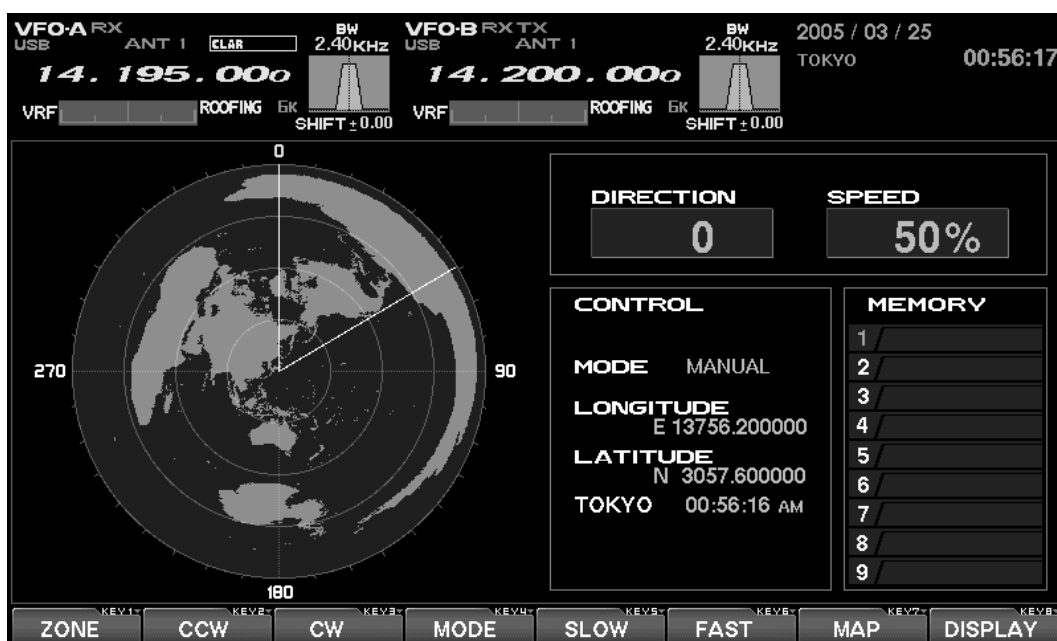 VFO-A RX
USB ANT 1 CLAR
BW
2.40KHz
14. 195. 000
VRF ROOFING 6K
SHIFT±0.00
VFO-B RX TX
USB ANT 1
BW
2.40KHz
14. 200. 000
VRF ROOFING 6K
SHIFT±0.00
2005 / 03 / 25
TOKYO 00:56:17
0
270
90
180
DIRECTION
0
SPEED
50%
CONTROL
MODE MANUAL
LONGITUDE
E 13756.200000
LATITUDE
N 3057.600000
TOKYO 00:56:16 AM
MEMORY
1
2
3
4
5
6
7
8
9
KEY1 KEY2 KEY3 KEY4 KEY5 KEY6 KEY7 KEY8
ZONE CCW CW MODE SLOW FAST MAP DISPLAY